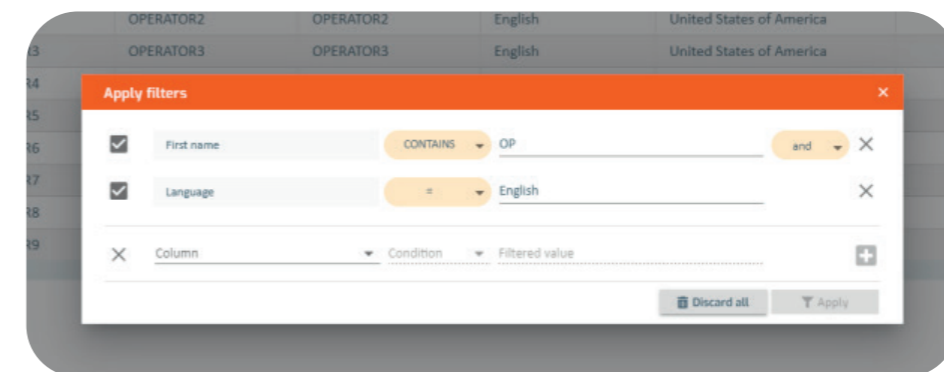 OPERATOR2 OPERATOR2 English United States of America
R3 OPERATOR3 OPERATOR3 English United States of America
R4
Apply filters ×
R5
R6 First name CONTAINS OP and
R7 Language = English
R8
R9 Column Condition Filtered value
Discard all Apply